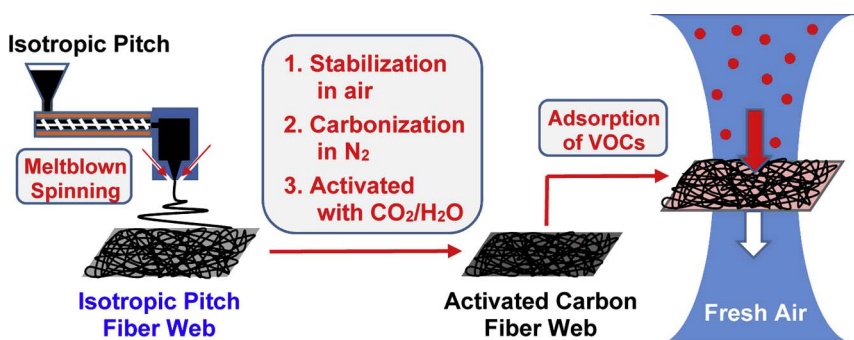 Isotropic Pitch
Meltblown
Spinning
Isotropic Pitch
Fiber Web
1. Stabilization
in air
2. Carbonization
in N₂
3. Activated
with CO₂/H₂O
Activated Carbon
Fiber Web
Adsorption
of VOCs
Fresh Air